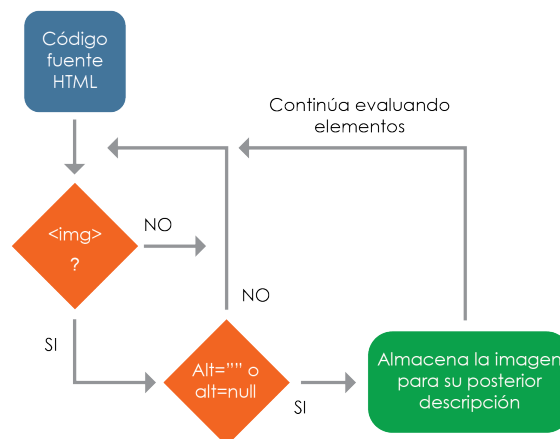 Código
fuente
HTML
Continúa evaluando
elementos
<img>
?
NO
NO
SI
Alt=”” o
alt=null
SI
Almacena la imagen
para su posterior
descripción